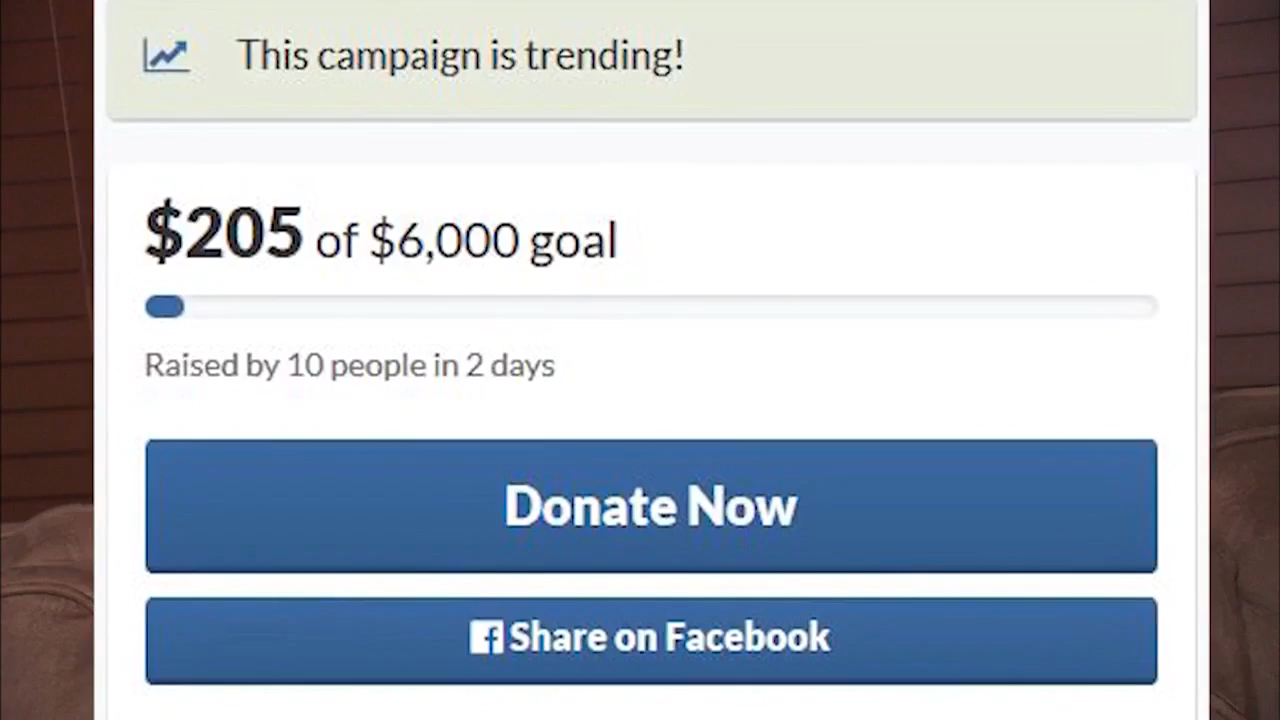 This campaign is trending!
$205 of $6,000 goal
Raised by 10 people in 2 days
Donate Now
Share on Facebook